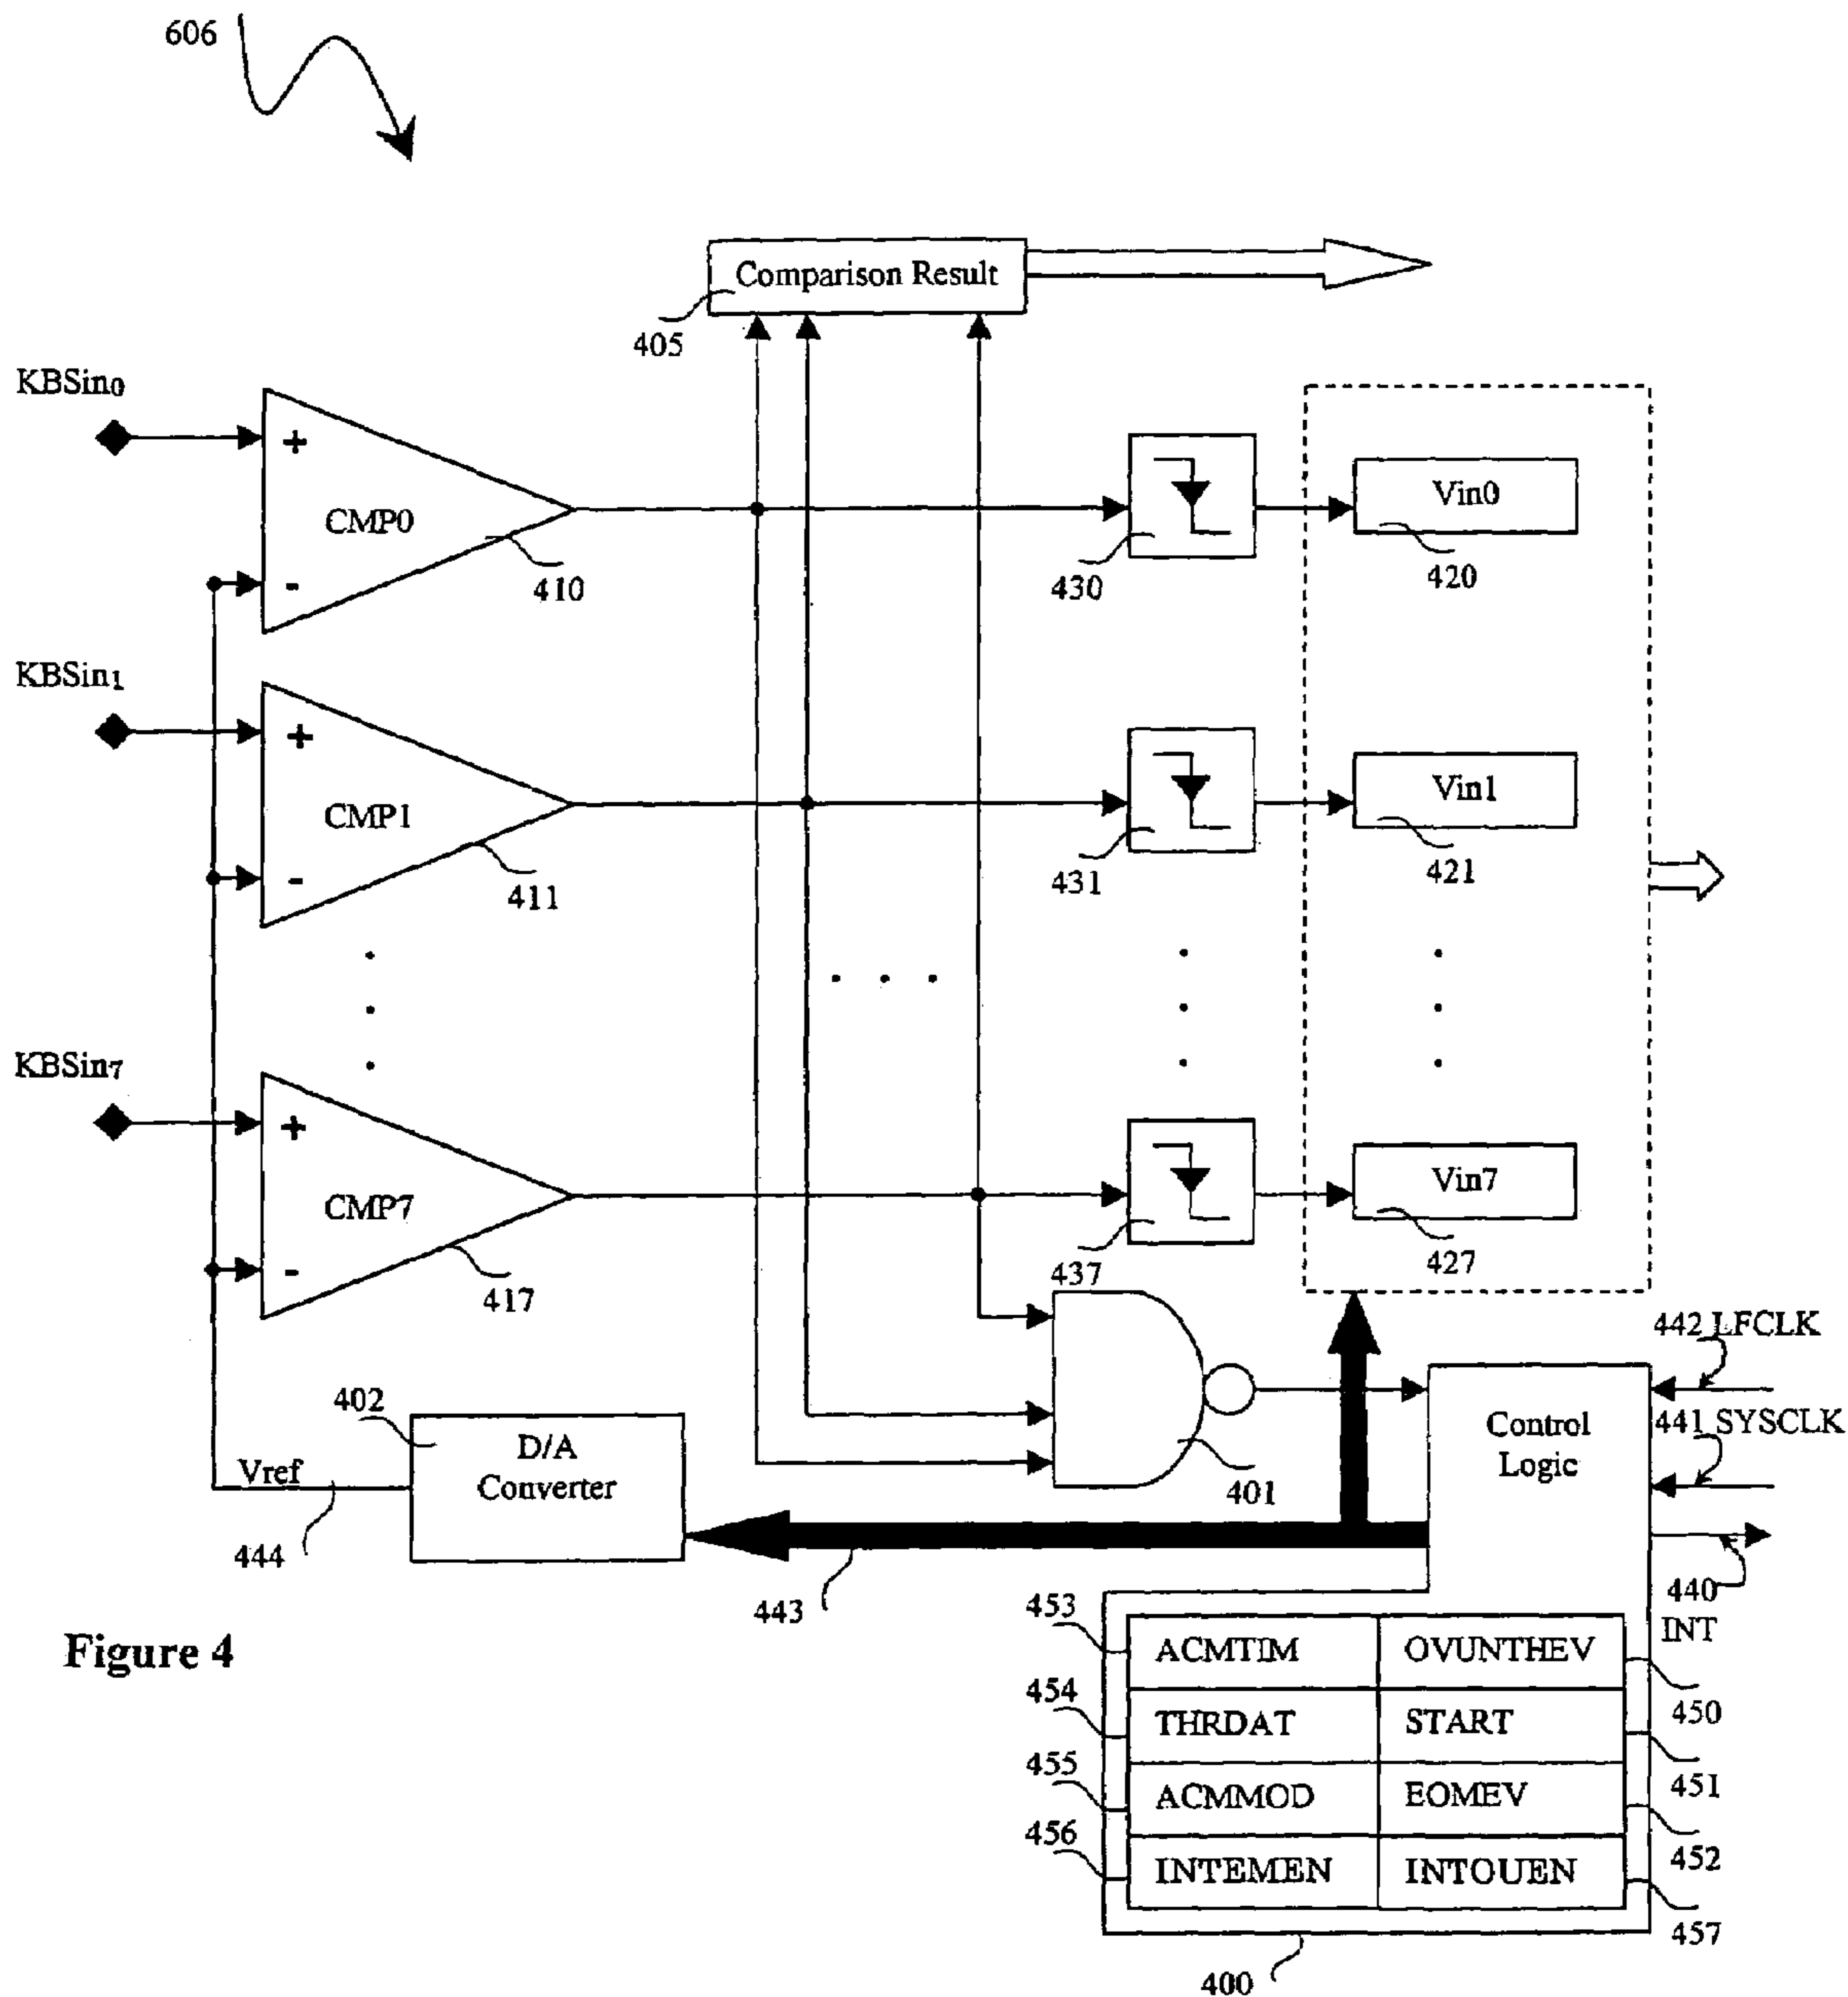 606
Comparison Result
405
KBSin0
+
CMP0
-
410
430
Vin0
420
KBSin1
+
CMP1
-
411
431
Vin1
421
KBSin7
+
CMP7
-
417
437
Vin7
427
442 LFCLK
441 SYSCLK
402
D/A
Converter
Vref
444
401
Control
Logic
443
440
INT
453
ACMTIM
OVUNTHEV
450
454
THRDAT
START
451
455
ACMMOD
EOMEV
452
456
INTEMEN
INTOUEN
457
400
Figure 4